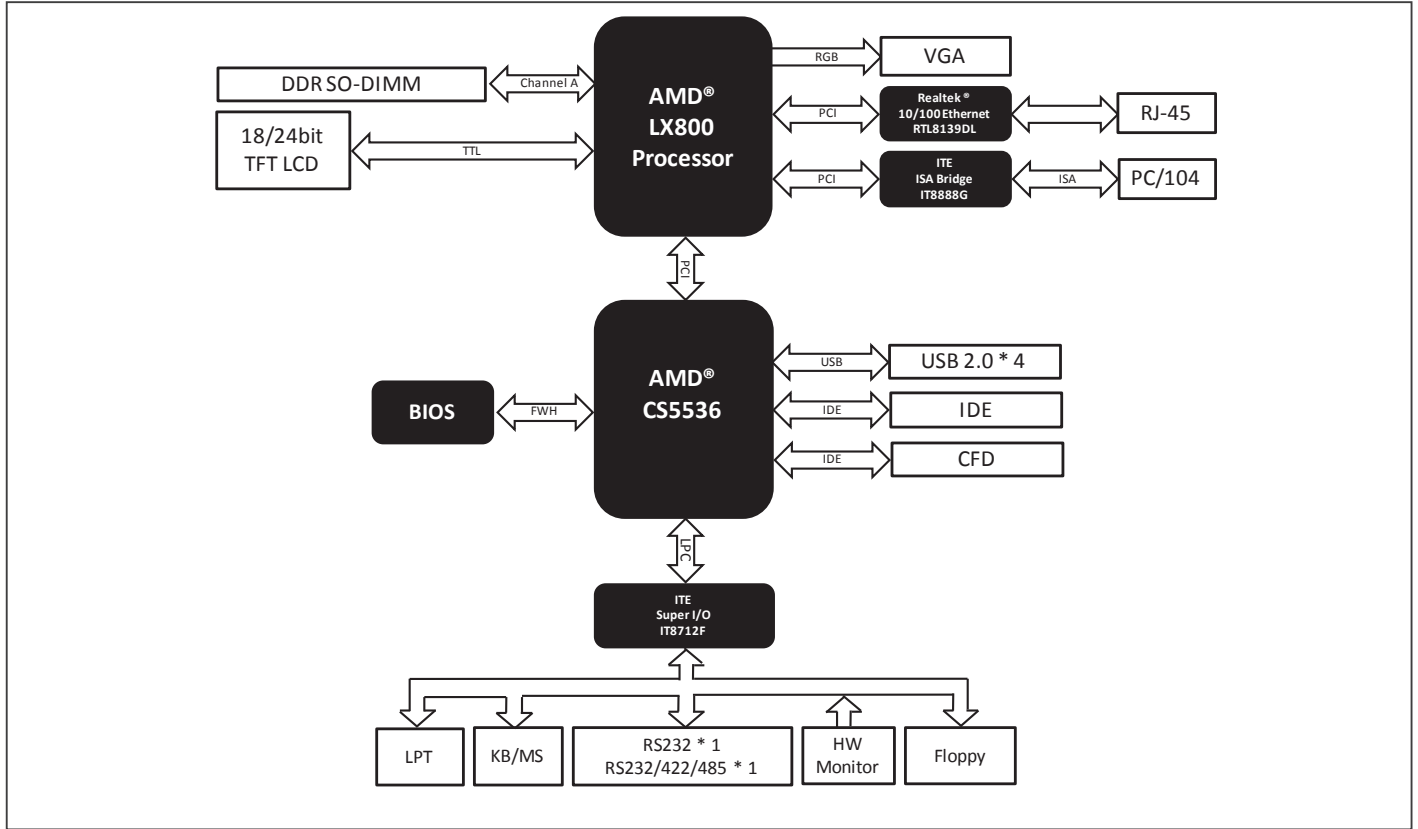 AMD®
LX800
Processor
DDR SO-DIMM
Channel A
18/24bit
TFT LCD
TTL
RGB
VGA
PCI
Realtek ®
10/100 Ethernet
RTL8139DL
RJ-45
PCI
ITE
ISA Bridge
IT8888G
ISA
PC/104
PCI
AMD®
CS5536
BIOS
FWH
USB
USB 2.0 * 4
IDE
IDE
IDE
CFD
LPC
ITE
Super I/O
IT8712F
LPT
KB/MS
RS232 * 1
RS232/422/485 * 1
HW
Monitor
Floppy